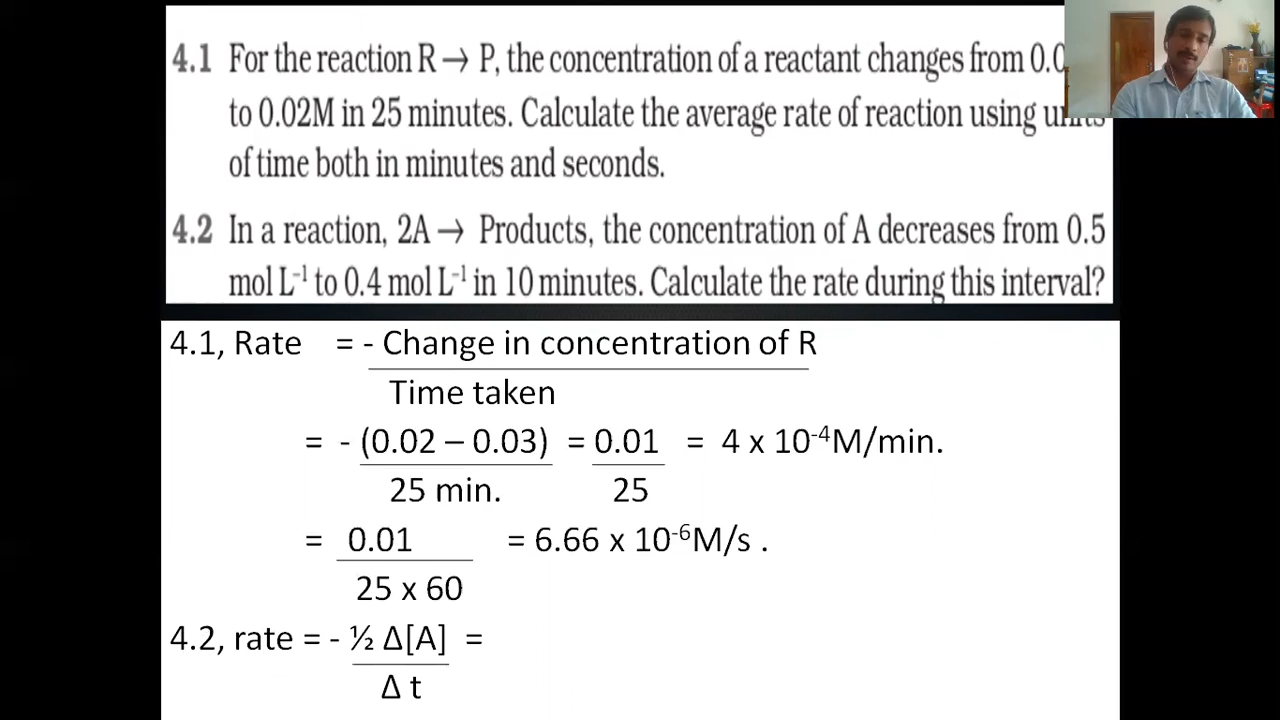 4.1 For the reaction R → P, the concentration of a reactant changes from
to 0.02M in 25 minutes. Calculate the average rate of reaction using units
of time both in minutes and seconds.
4.2 In a reaction, 2A → Products, the concentration of A decreases from 0.5
mol L⁻¹ to 0.4 mol L⁻¹ in 10 minutes. Calculate the rate during this interval?
4.1, Rate = - Change in concentration of R
Time taken
= - (0.02 – 0.03) = 0.01 = 4 x 10⁻⁴M/min.
25 min. 25
= 0.01 = 6.66 x 10⁻⁶M/s .
25 x 60
4.2, rate = - ½ Δ[A] =
Δ t